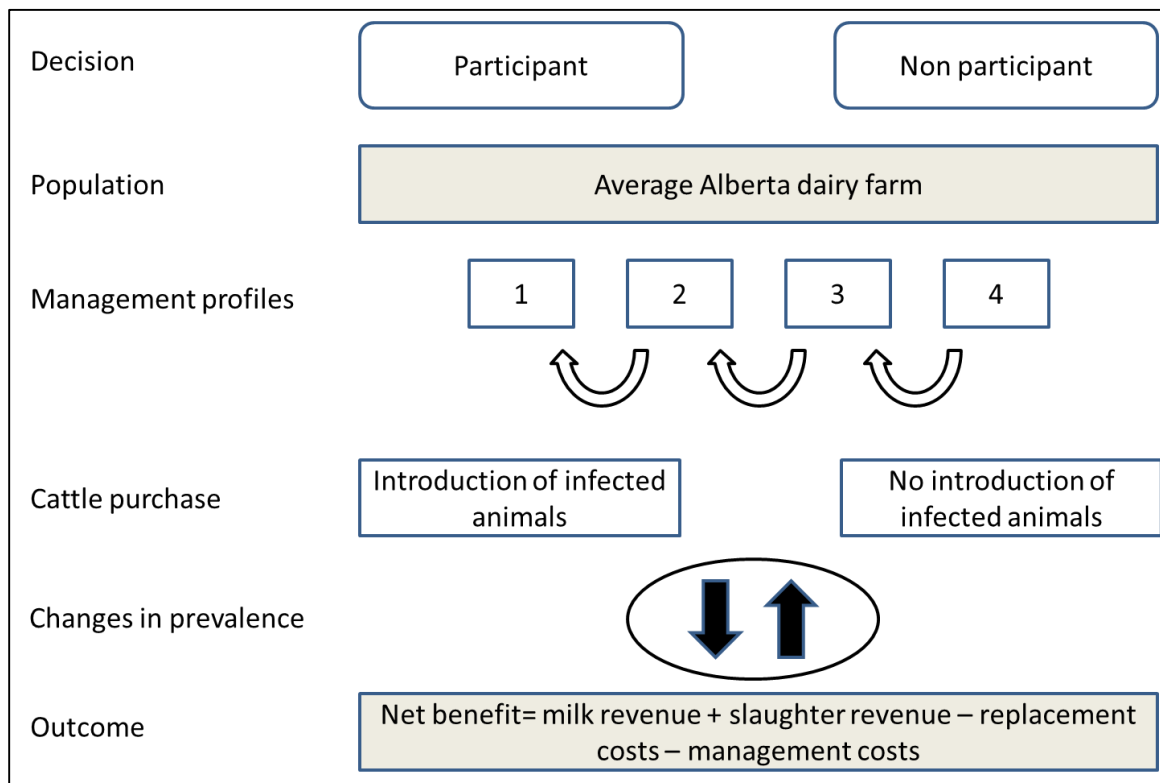 Decision
Participant
Non participant
Population
Average Alberta dairy farm
Management profiles
1
2
3
4
Cattle purchase
Introduction of infected
animals
No introduction of
infected animals
Changes in prevalence
Outcome
Net benefit= milk revenue + slaughter revenue – replacement
costs – management costs